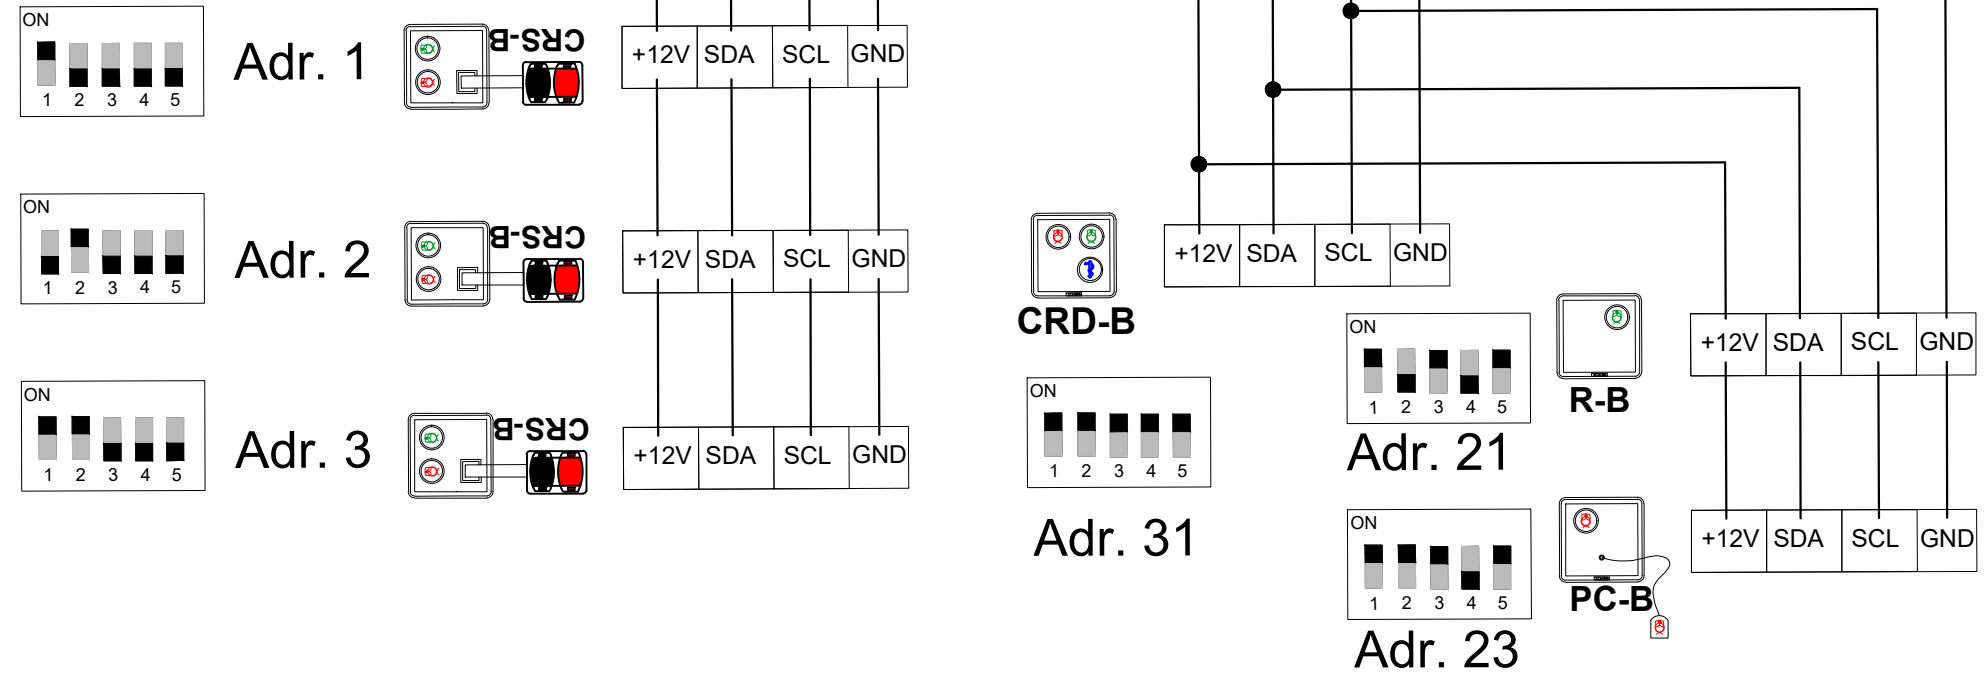 ON
1 2 3 4 5
Adr. 1
CRS-B
+12V SDA SCL GND
ON
1 2 3 4 5
Adr. 2
CRS-B
+12V SDA SCL GND
ON
1 2 3 4 5
Adr. 3
CRS-B
+12V SDA SCL GND
+12V SDA SCL GND
CRD-B
ON
1 2 3 4 5
Adr. 31
ON
1 2 3 4 5
Adr. 21
R-B
+12V SDA SCL GND
ON
1 2 3 4 5
Adr. 23
PC-B
+12V SDA SCL GND